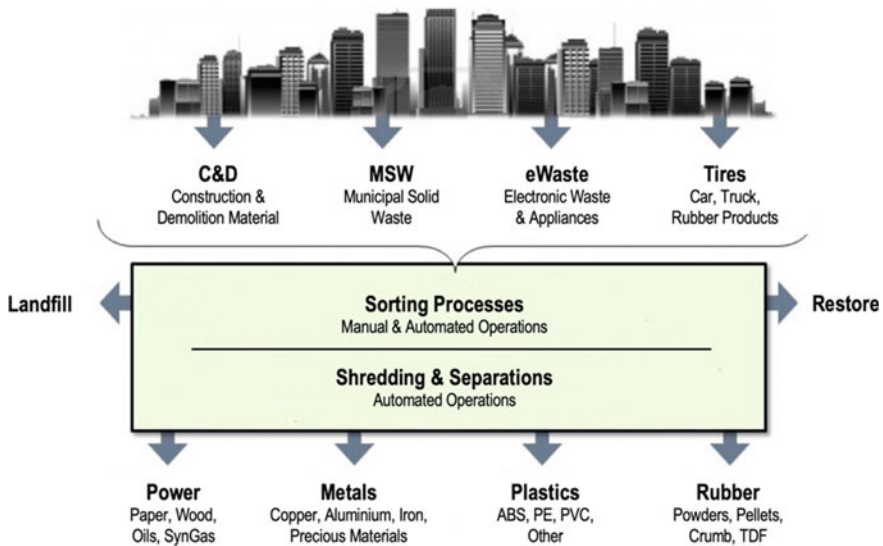 C&D
Construction &
Demolition Material
MSW
Municipal Solid
Waste
eWaste
Electronic Waste
& Appliances
Tires
Car, Truck,
Rubber Products
Landfill
Sorting Processes
Manual & Automated Operations
Restore
Shredding & Separations
Automated Operations
Power
Paper, Wood,
Oils, SynGas
Metals
Copper, Aluminium, Iron,
Precious Materials
Plastics
ABS, PE, PVC,
Other
Rubber
Powders, Pellets,
Crumb, TDF